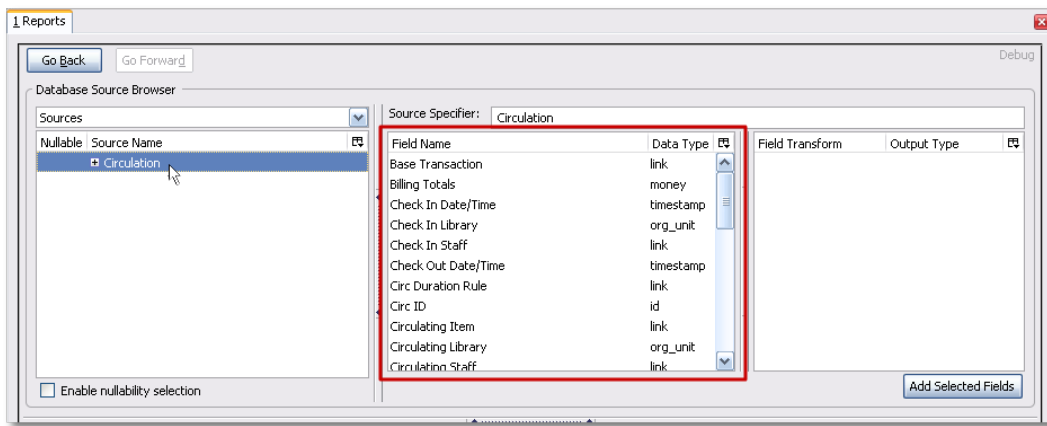 1 Reports
Go Back
Go Forward
Debug
Database Source Browser
Sources
Source Specifier: Circulation
Nullable Source Name
Circulation
Field Name Data Type
Base Transaction link
Billing Totals money
Check In Date/Time timestamp
Check In Library org_unit
Check In Staff link
Check Out Date/Time timestamp
Circ Duration Rule link
Circ ID id
Circulating Item link
Circulating Library org_unit
Circulating Staff link
Field Transform Output Type
Enable nullability selection
Add Selected Fields